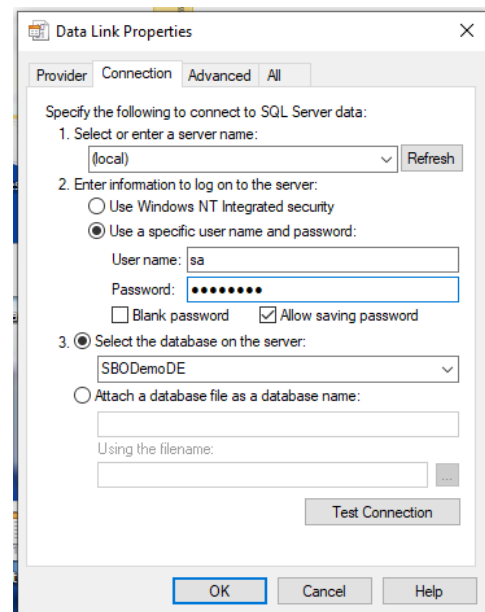 Data Link Properties
Provider Connection Advanced All
Specify the following to connect to SQL Server data:
1. Select or enter a server name:
(local) Refresh
2. Enter information to log on to the server:
Use Windows NT Integrated security
Use a specific user name and password:
User name: sa
Password: ●●●●●●●●
Blank password Allow saving password
3. Select the database on the server:
SBODemoDE
Attach a database file as a database name:
Using the filename:
...
Test Connection
OK Cancel Help